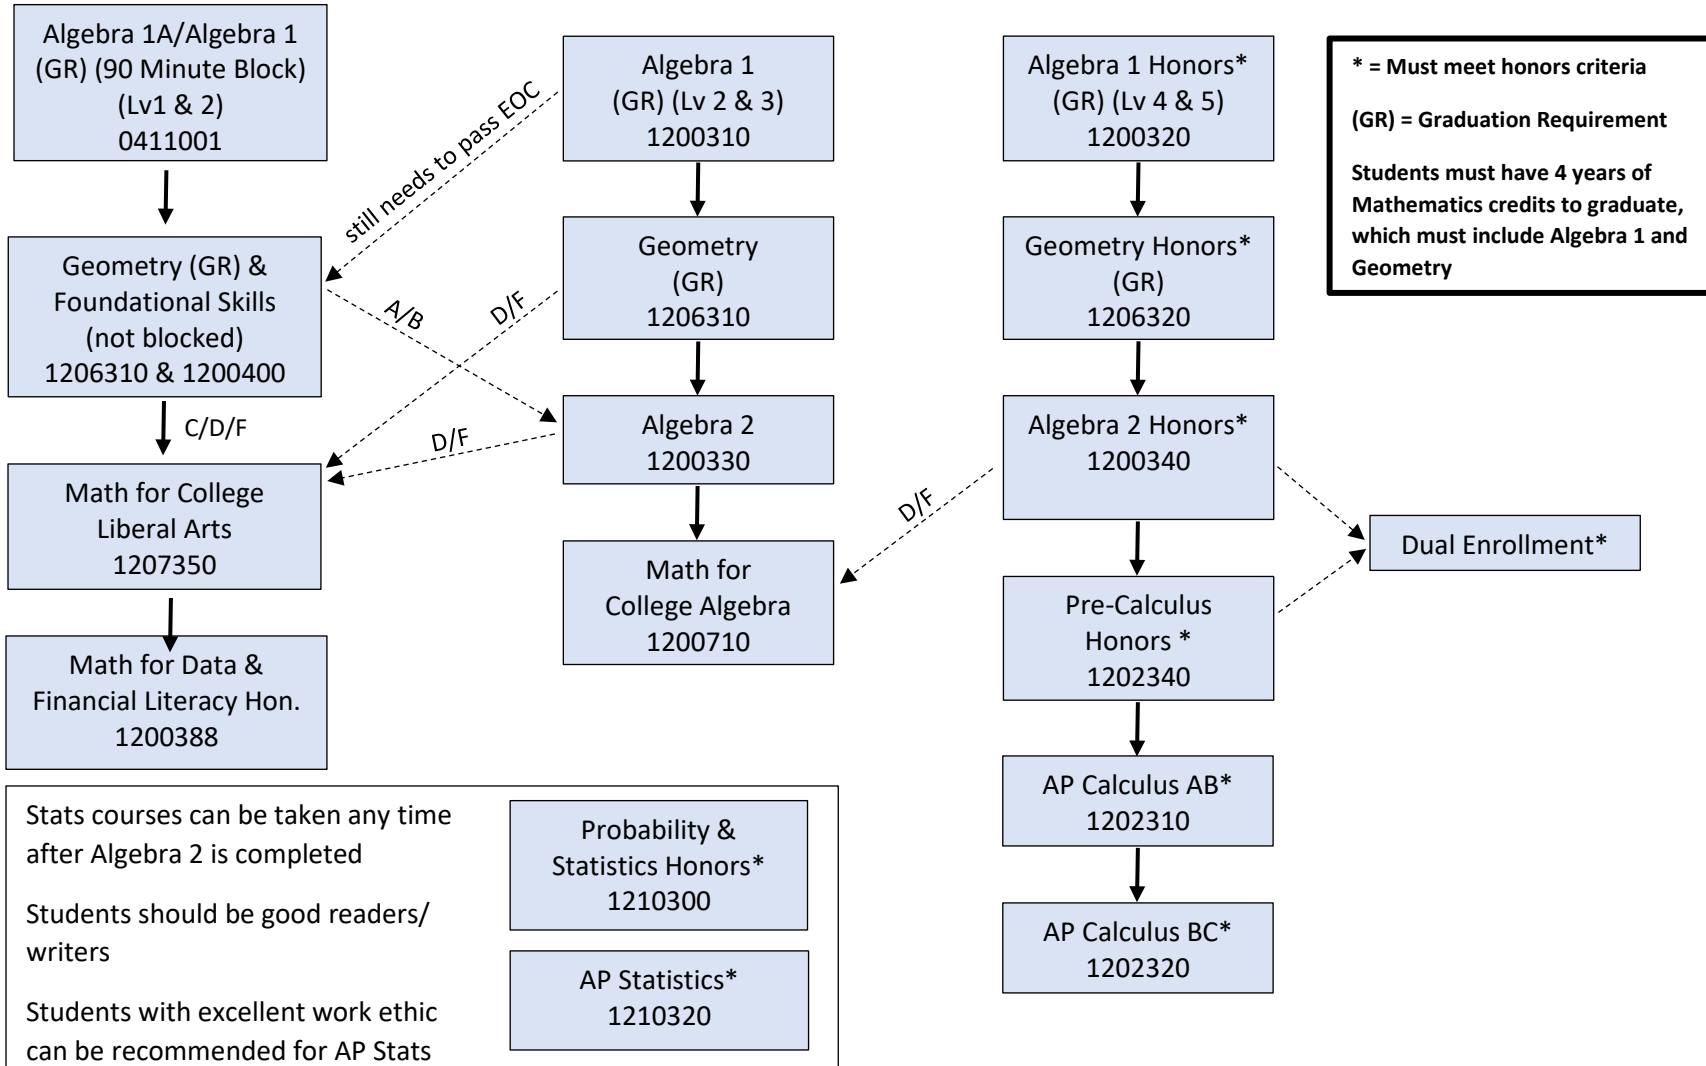 Algebra 1A/Algebra 1
(GR) (90 Minute Block)
(Lv1 & 2)
0411001
Geometry (GR) &
Foundational Skills
(not blocked)
1206310 & 1200400
C/D/F
Math for College
Liberal Arts
1207350
Math for Data &
Financial Literacy Hon.
1200388
still needs to pass EOC
A/B
D/F
D/F
Algebra 1
(GR) (Lv 2 & 3)
1200310
Geometry
(GR)
1206310
Algebra 2
1200330
Math for
College Algebra
1200710
D/F
Algebra 1 Honors*
(GR) (Lv 4 & 5)
1200320
Geometry Honors*
(GR)
1206320
Algebra 2 Honors*
1200340
Pre-Calculus
Honors *
1202340
AP Calculus AB*
1202310
AP Calculus BC*
1202320
Dual Enrollment*
* = Must meet honors criteria
(GR) = Graduation Requirement
Students must have 4 years of
Mathematics credits to graduate,
which must include Algebra 1 and
Geometry
Stats courses can be taken any time
after Algebra 2 is completed
Students should be good readers/
writers
Students with excellent work ethic
can be recommended for AP Stats
Probability &
Statistics Honors*
1210300
AP Statistics*
1210320